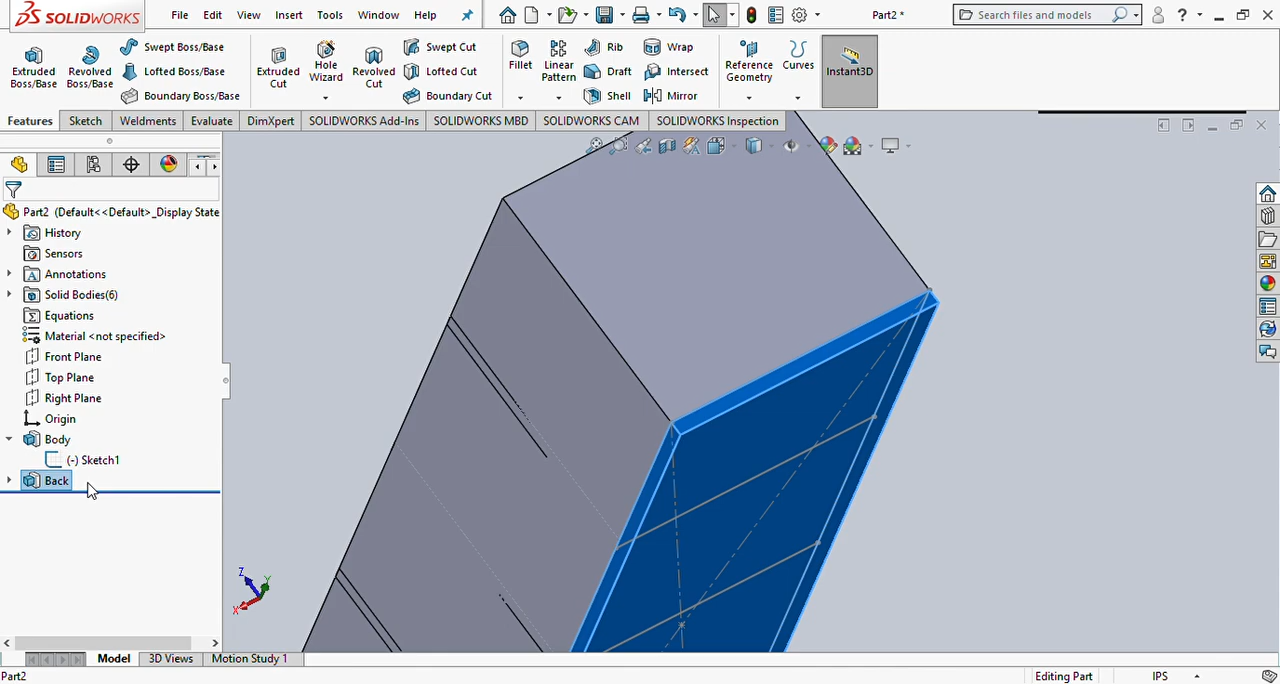 SOLIDWORKS File Edit View Insert Tools Window Help Part2 * Search files and models
Extruded Boss/Base Revolved Boss/Base Swept Boss/Base Lofted Boss/Base Boundary Boss/Base Extruded Cut Hole Wizard Revolved Cut Swept Cut Lofted Cut Boundary Cut Fillet Linear Pattern Rib Draft Shell Wrap Intersect Mirror Reference Geometry Curves Instant3D
Features Sketch Weldments Evaluate DimXpert SOLIDWORKS Add-Ins SOLIDWORKS MBD SOLIDWORKS CAM SOLIDWORKS Inspection
Part2 (Default<<Default>_Display State
History
Sensors
Annotations
Solid Bodies(6)
Equations
Material <not specified>
Front Plane
Top Plane
Right Plane
Origin
Body
(-) Sketch1
Back
Z
Y
X
Model 3D Views Motion Study 1
Part2 Editing Part IPS